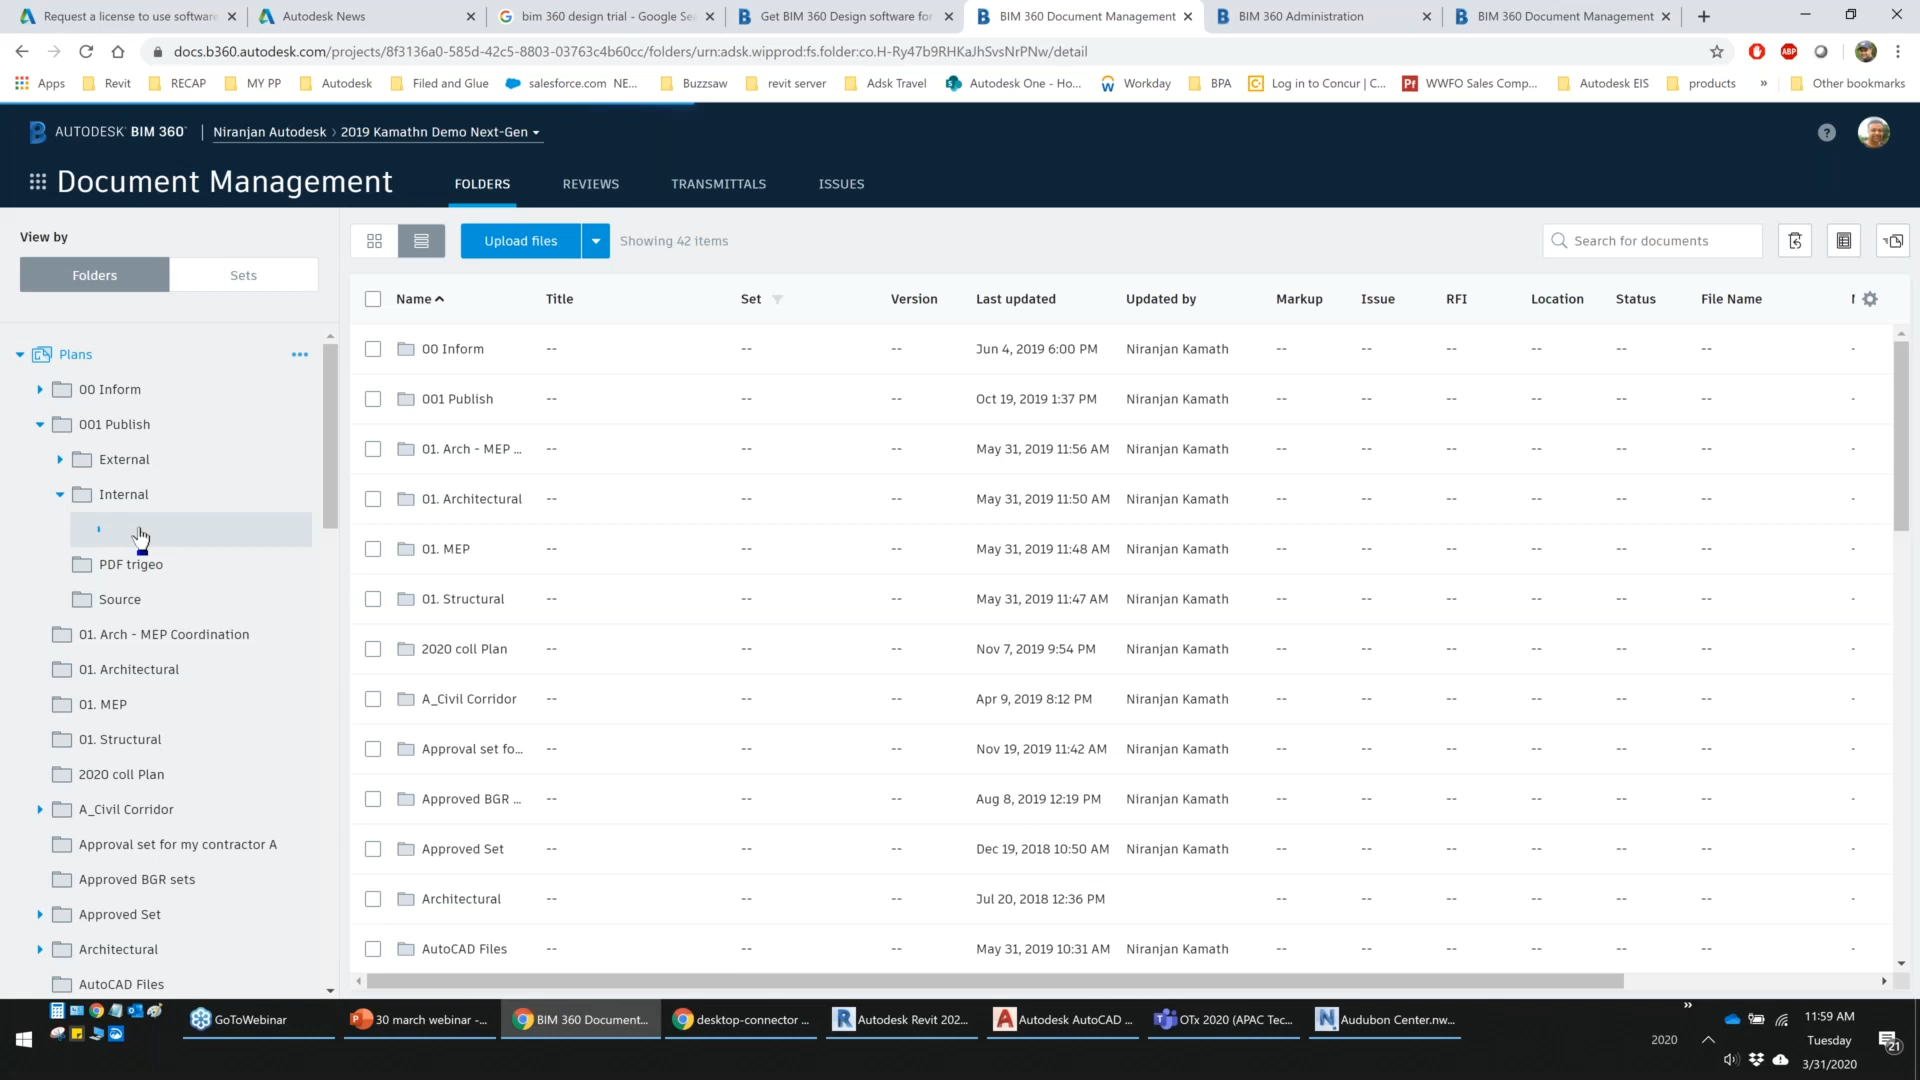 Request a license to use software
Autodesk News
bim 360 design trial - Google Se
Get BIM 360 Design software for
BIM 360 Document Management
BIM 360 Administration
BIM 360 Document Management
docs.b360.autodesk.com/projects/8f3136a0-585d-42c5-8803-03763c4b60cc/folders/urn:adsk.wipprod:fs.folder:co.H-Ry47b9RHKaJhSvsNrPNw/detail
ABP
Apps
Revit
RECAP
MY PP
Autodesk
Filed and Glue
salesforce.com NE...
Buzzsaw
revit server
Adsk Travel
Autodesk One - Ho...
Workday
BPA
Log in to Concur | C...
WWFO Sales Comp...
Autodesk EIS
products
»
Other bookmarks
AUTODESK BIM 360
Niranjan Autodesk › 2019 Kamathn Demo Next-Gen
Document Management
FOLDERS
REVIEWS
TRANSMITTALS
ISSUES
View by
Folders
Sets
Upload files
Showing 42 items
Search for documents
Plans
00 Inform
001 Publish
External
Internal
PDF trigeo
Source
01. Arch - MEP Coordination
01. Architectural
01. MEP
01. Structural
2020 coll Plan
A_Civil Corridor
Approval set for my contractor A
Approved BGR sets
Approved Set
Architectural
AutoCAD Files
Name Title Set Version Last updated Updated by Markup Issue RFI Location Status File Name
00 Inform -- -- -- Jun 4, 2019 6:00 PM Niranjan Kamath -- -- -- -- -- -- -
001 Publish -- -- -- Oct 19, 2019 1:37 PM Niranjan Kamath -- -- -- -- -- -- -
01. Arch - MEP ... -- -- -- May 31, 2019 11:56 AM Niranjan Kamath -- -- -- -- -- -- -
01. Architectural -- -- -- May 31, 2019 11:50 AM Niranjan Kamath -- -- -- -- -- -- -
01. MEP -- -- -- May 31, 2019 11:48 AM Niranjan Kamath -- -- -- -- -- -- -
01. Structural -- -- -- May 31, 2019 11:47 AM Niranjan Kamath -- -- -- -- -- -- -
2020 coll Plan -- -- -- Nov 7, 2019 9:54 PM Niranjan Kamath -- -- -- -- -- -- -
A_Civil Corridor -- -- -- Apr 9, 2019 8:12 PM Niranjan Kamath -- -- -- -- -- -- -
Approval set fo... -- -- -- Nov 19, 2019 11:42 AM Niranjan Kamath -- -- -- -- -- -- -
Approved BGR ... -- -- -- Aug 8, 2019 12:19 PM Niranjan Kamath -- -- -- -- -- -- -
Approved Set -- -- -- Dec 19, 2018 10:50 AM Niranjan Kamath -- -- -- -- -- -- -
Architectural -- -- -- Jul 20, 2018 12:36 PM -- -- -- -- -- -- -
AutoCAD Files -- -- -- May 31, 2019 10:31 AM Niranjan Kamath -- -- -- -- -- -- -
GoToWebinar
30 march webinar -...
BIM 360 Document...
desktop-connector ...
Autodesk Revit 202...
Autodesk AutoCAD ...
OTx 2020 (APAC Tec...
Audubon Center.nw...
»
2020
11:59 AM
Tuesday
3/31/2020
21